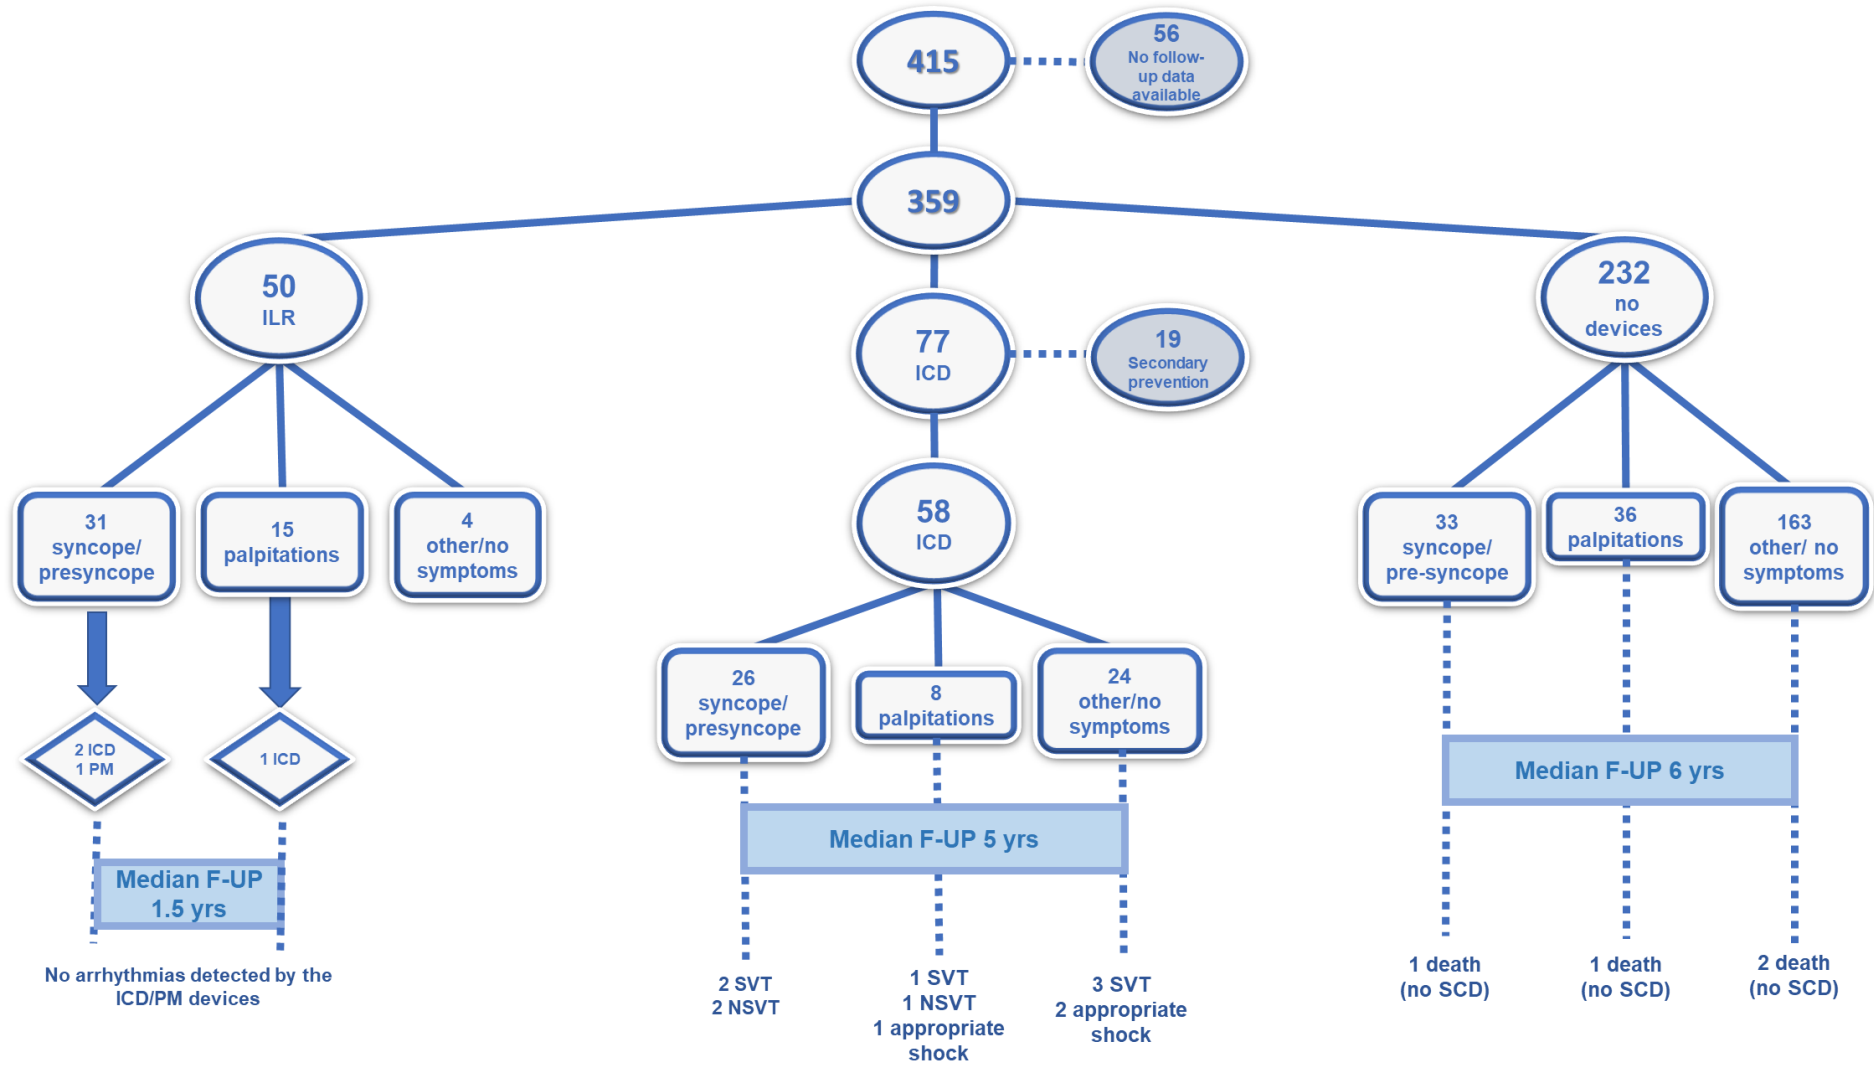 415
56
No follow-
up data
available
359
50
ILR
77
ICD
19
Secondary
prevention
232
no
devices
58
ICD
31
syncope/
presyncope
15
palpitations
4
other/no
symptoms
33
syncope/
pre-syncope
36
palpitations
163
other/ no
symptoms
26
syncope/
presyncope
8
palpitations
24
other/no
symptoms
2 ICD
1 PM
1 ICD
Median F-UP
1.5 yrs
Median F-UP 5 yrs
Median F-UP 6 yrs
No arrhythmias detected by the
ICD/PM devices
2 SVT
2 NSVT
1 SVT
1 NSVT
1 appropriate
shock
3 SVT
2 appropriate
shock
1 death
(no SCD)
1 death
(no SCD)
2 death
(no SCD)